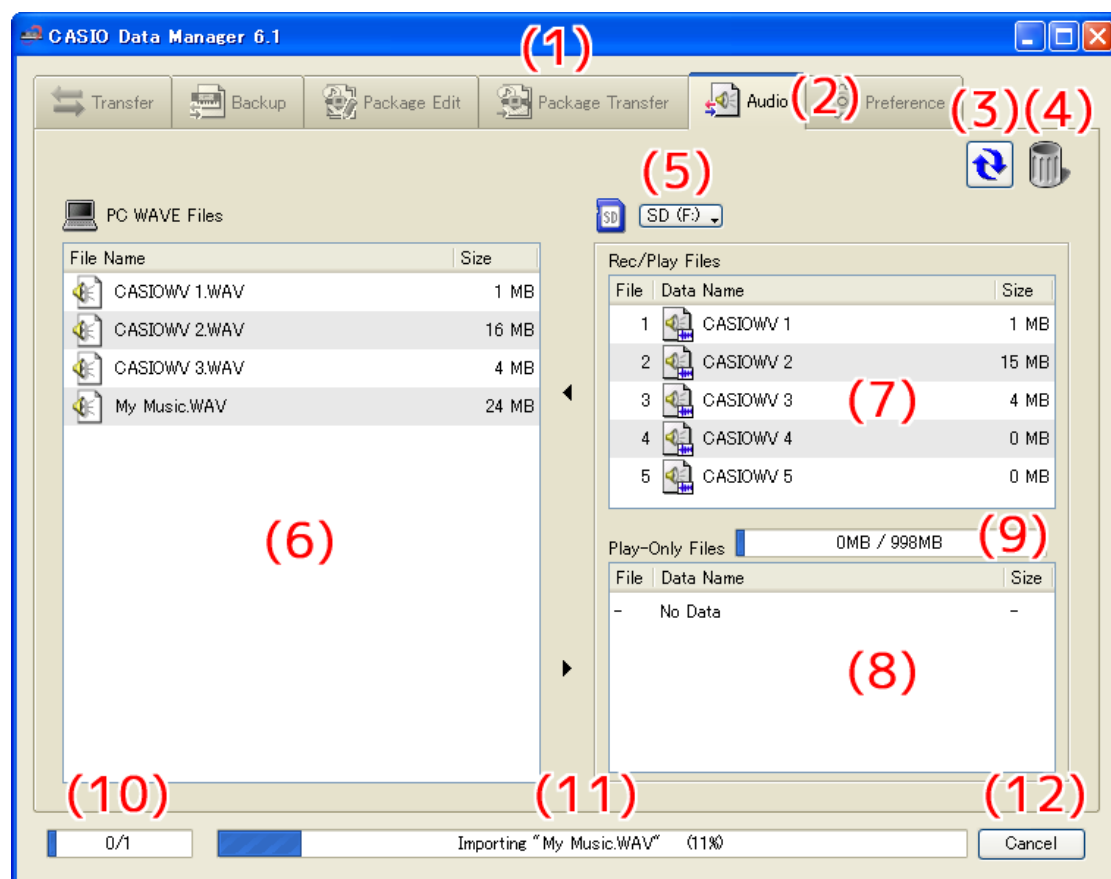 CASIO Data Manager 6.1
(1)
Transfer Backup Package Edit Package Transfer Audio (2) Preference
(3) (4)
(5)
PC WAVE Files
SD SD (F:)
File Name Size
CASIOWV 1.WAV 1 MB
CASIOWV 2.WAV 16 MB
CASIOWV 3.WAV 4 MB
My Music.WAV 24 MB
(6)
Rec/Play Files
File Data Name Size
1 CASIOWV 1 1 MB
2 CASIOWV 2 15 MB
3 CASIOWV 3 4 MB
4 CASIOWV 4 0 MB
5 CASIOWV 5 0 MB
(7)
Play-Only Files 0MB / 998MB (9)
File Data Name Size
- No Data -
(8)
(10) (11) (12)
0/1 Importing "My Music.WAV" (11%) Cancel